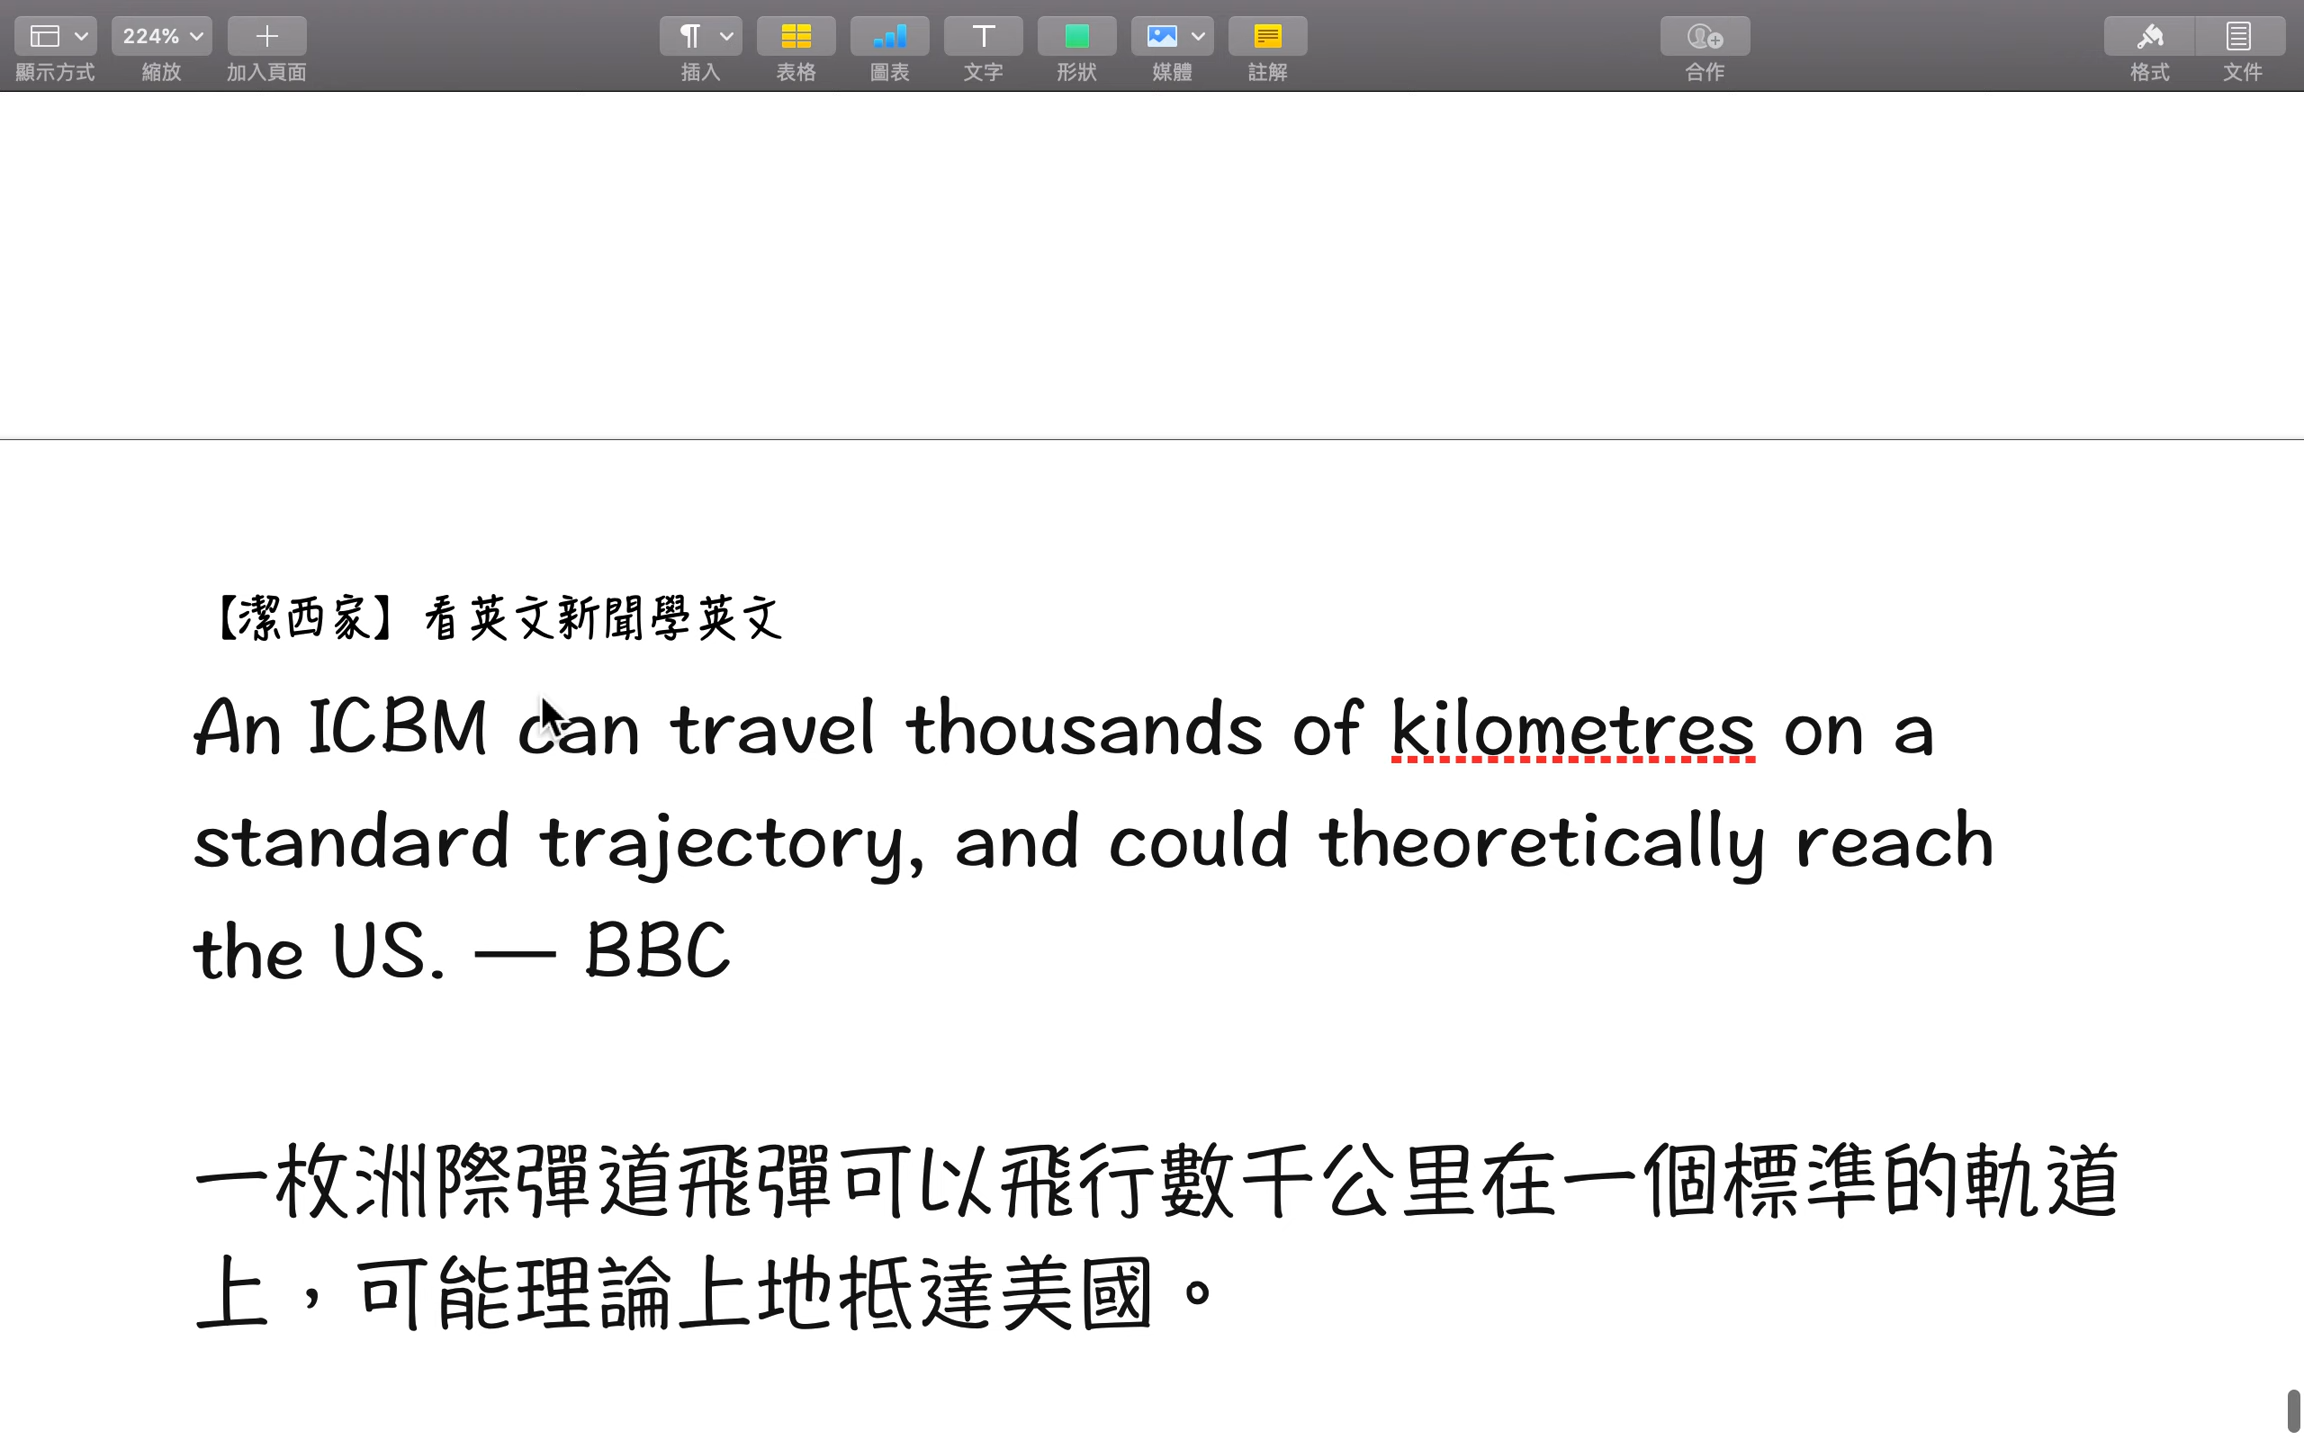 224%
顯示方式 縮放 加入頁面 插入 表格 圖表 文字 形狀 媒體 註解 合作 格式 文件
【潔西家】看英文新聞學英文
An ICBM can travel thousands of kilometres on a
standard trajectory, and could theoretically reach
the US. — BBC
一枚洲際彈道飛彈可以飛行數千公里在一個標準的軌道
上，可能理論上地抵達美國。